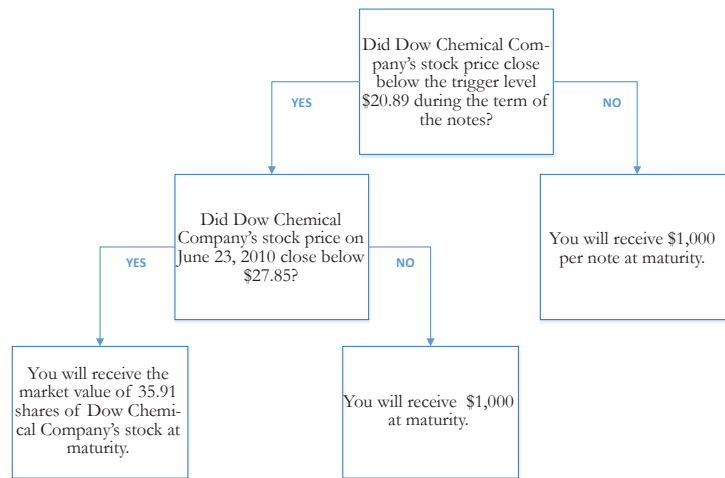 Did Dow Chemical Com-
pany's stock price close
below the trigger level
$20.89 during the term of
the notes?
YES
NO
Did Dow Chemical
Company's stock price on
June 23, 2010 close below
$27.85?
You will receive $1,000
per note at maturity.
YES
NO
You will receive the
market value of 35.91
shares of Dow Chemi-
cal Company's stock at
maturity.
You will receive $1,000
at maturity.